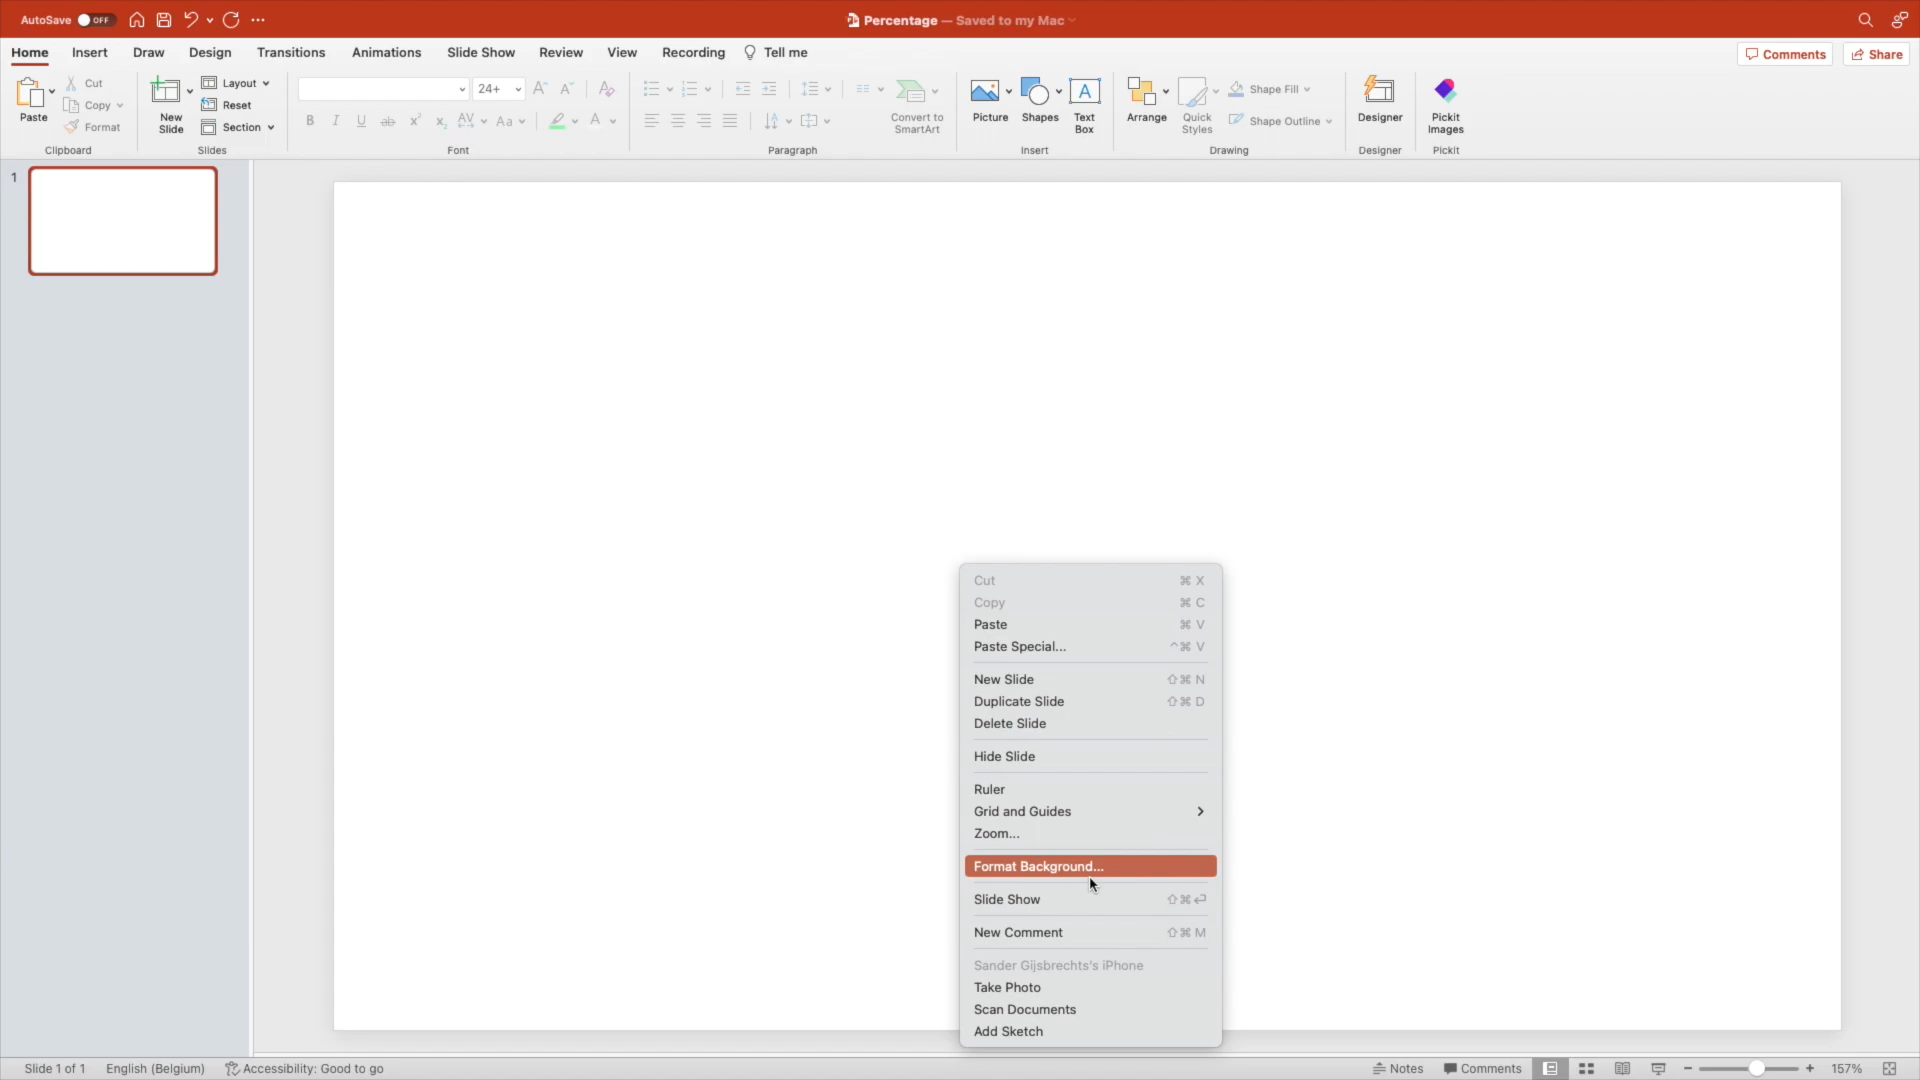 AutoSave OFF
Percentage — Saved to my Mac
Home Insert Draw Design Transitions Animations Slide Show Review View Recording Tell me
Comments Share
Paste
Cut
Copy
Format
Clipboard
New
Slide
Layout
Reset
Section
Slides
24+
Font
Paragraph
Convert to
SmartArt
Picture
Shapes
Text
Box
Insert
Arrange
Quick
Styles
Shape Fill
Shape Outline
Drawing
Designer
Designer
Pickit
Images
Pickit
1
Cut ⌘ X
Copy ⌘ C
Paste ⌘ V
Paste Special... ^⌘ V
New Slide ⇧⌘ N
Duplicate Slide ⇧⌘ D
Delete Slide
Hide Slide
Ruler
Grid and Guides
Zoom...
Format Background...
Slide Show ⇧⌘↩
New Comment ⇧⌘ M
Sander Gijsbrechts's iPhone
Take Photo
Scan Documents
Add Sketch
Slide 1 of 1 English (Belgium) Accessibility: Good to go Notes Comments 157%